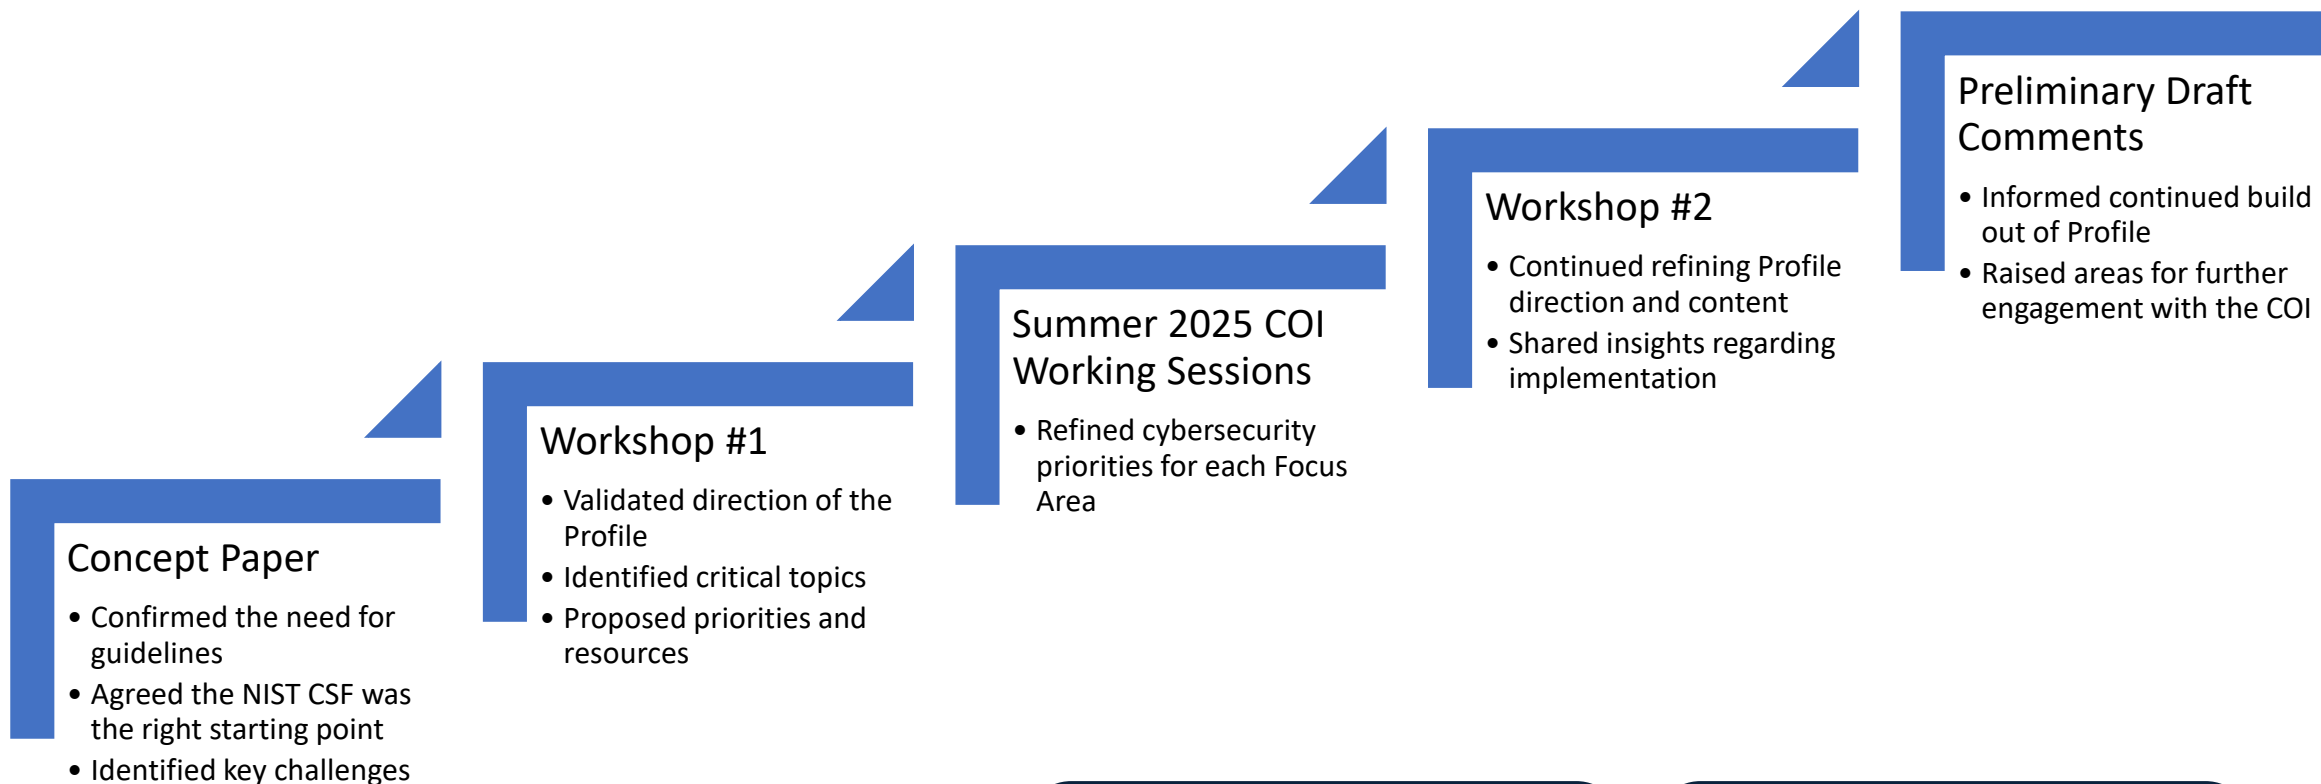 Concept Paper
• Confirmed the need for
guidelines
• Agreed the NIST CSF was
the right starting point
• Identified key challenges
Workshop #1
• Validated direction of the
Profile
• Identified critical topics
• Proposed priorities and
resources
Summer 2025 COI
Working Sessions
• Refined cybersecurity
priorities for each Focus
Area
Workshop #2
• Continued refining Profile
direction and content
• Shared insights regarding
implementation
Preliminary Draft
Comments
• Informed continued build
out of Profile
• Raised areas for further
engagement with the COI